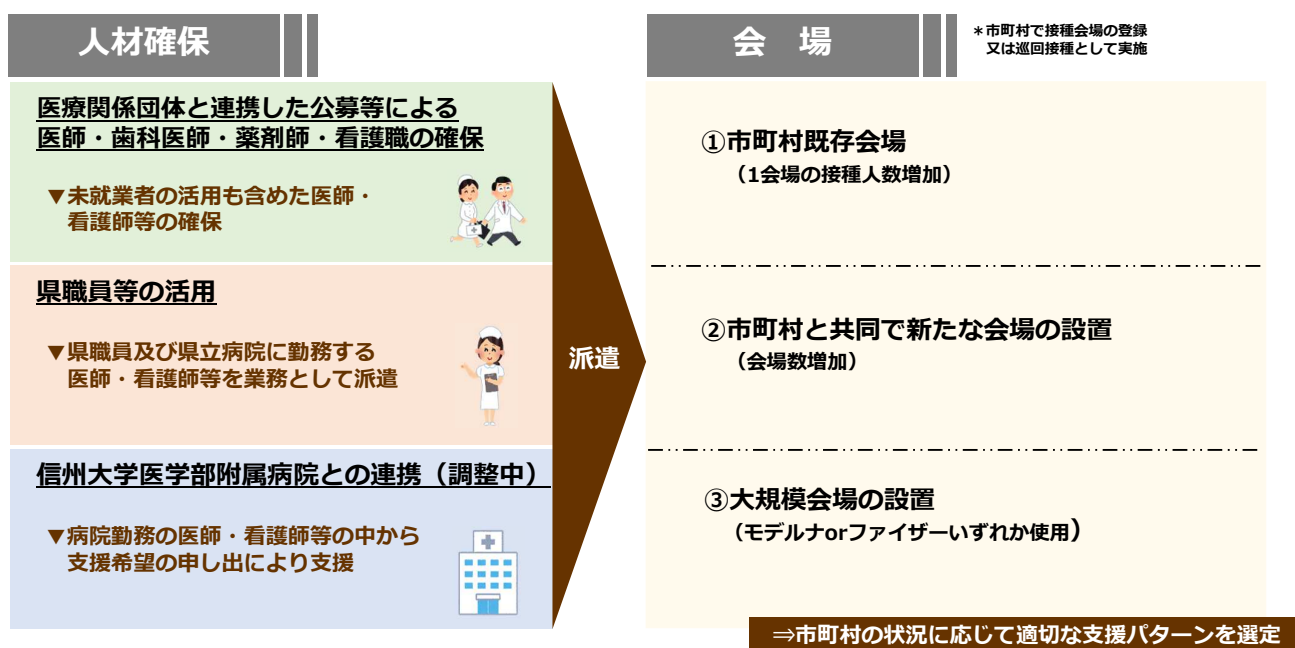 人材確保
医療関係団体と連携した公募等による
医師・歯科医師・薬剤師・看護職の確保
▼未就業者の活用も含めた医師・
看護師等の確保
県職員等の活用
▼県職員及び県立病院に勤務する
医師・看護師等を業務として派遣
信州大学医学部附属病院との連携（調整中）
▼病院勤務の医師・看護師等の中から
支援希望の申し出により支援
派遣
会　場
＊市町村で接種会場の登録
又は巡回接種として実施
①市町村既存会場
（1会場の接種人数増加）
②市町村と共同で新たな会場の設置
（会場数増加）
③大規模会場の設置
（モデルナorファイザーいずれか使用）
⇒市町村の状況に応じて適切な支援パターンを選定